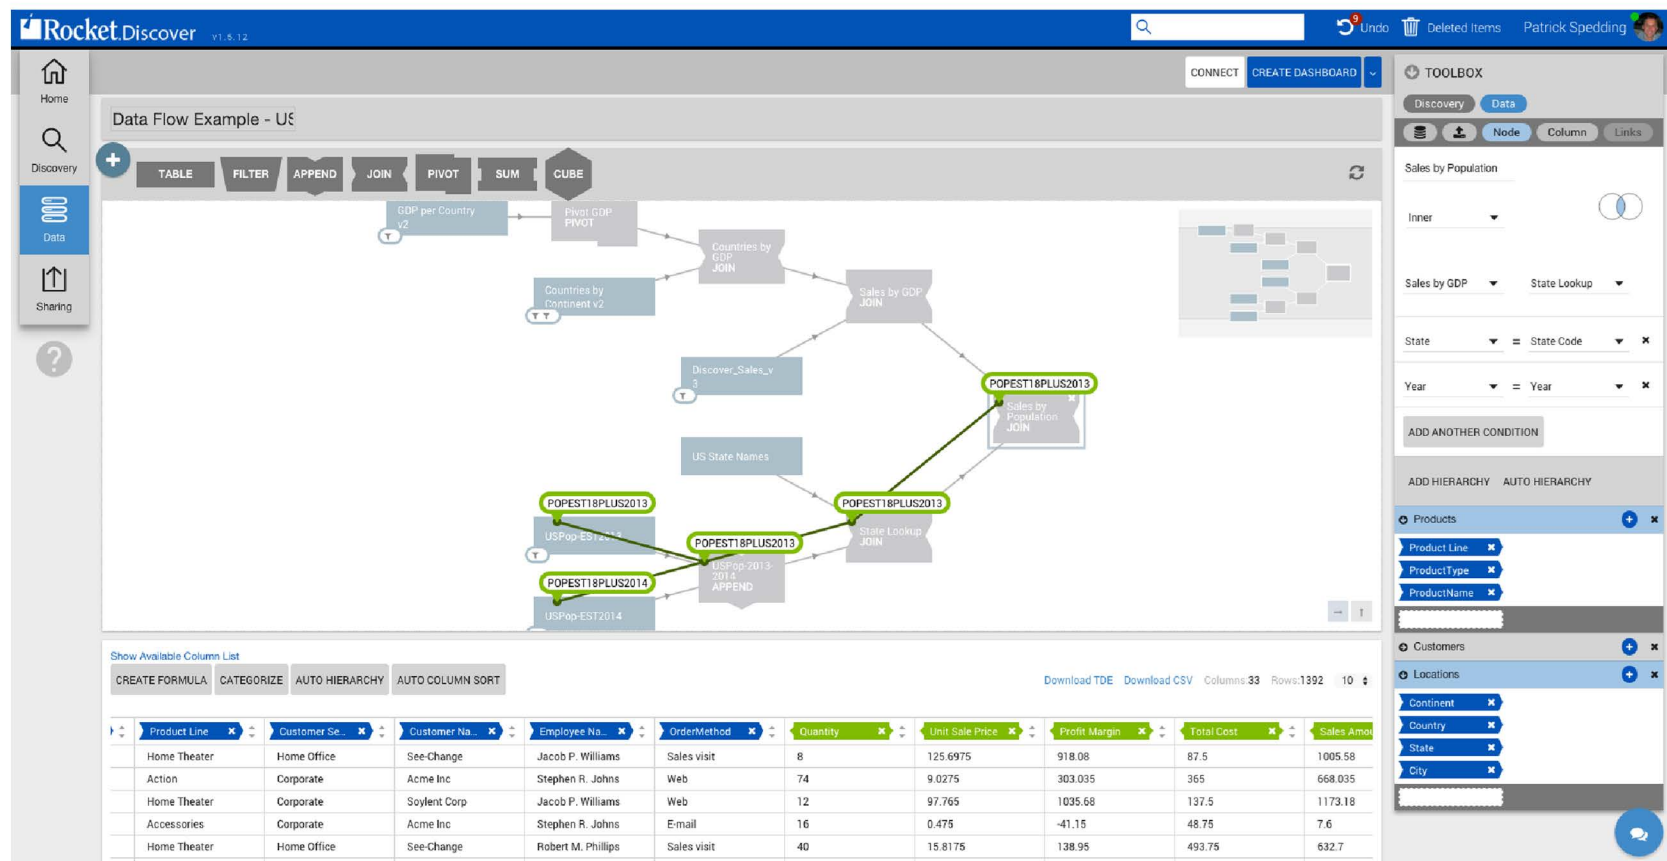 Rocket.Discover v1.5.12
9 Undo Deleted Items Patrick Spedding
Home
Discovery
Data
Sharing
?
CONNECT CREATE DASHBOARD
Data Flow Example - US
TABLE FILTER APPEND JOIN PIVOT SUM CUBE
GDP per Country
v2
Pivot GDP
PIVOT
Countries by
GDP
JOIN
Countries by
Continent v2
Sales by GDP
JOIN
Discover_Sales_v
3
POPEST18PLUS2013
Sales by
Population
JOIN
US State Names
POPEST18PLUS2013
POPEST18PLUS2013
USPop-EST2013
State Lookup
JOIN
POPEST18PLUS2013
USPop-2013-
2014
APPEND
POPEST18PLUS2014
USPop-EST2014
Show Available Column List
CREATE FORMULA CATEGORIZE AUTO HIERARCHY AUTO COLUMN SORT
Download TDE Download CSV Columns:33 Rows:1392 10
Product Line Customer Se... Customer Na... Employee Na... OrderMethod Quantity Unit Sale Price Profit Margin Total Cost Sales Amou
Home Theater Home Office See-Change Jacob P. Williams Sales visit 8 125.6975 918.08 87.5 1005.58
Action Corporate Acme Inc Stephen R. Johns Web 74 9.0275 303.035 365 668.035
Home Theater Corporate Soylent Corp Jacob P. Williams Web 12 97.765 1035.68 137.5 1173.18
Accessories Corporate Acme Inc Stephen R. Johns E-mail 16 0.475 -41.15 48.75 7.6
Home Theater Home Office See-Change Robert M. Phillips Sales visit 40 15.8175 138.95 493.75 632.7
TOOLBOX
Discovery Data
Node Column Links
Sales by Population
Inner
Sales by GDP State Lookup
State = State Code
Year = Year
ADD ANOTHER CONDITION
ADD HIERARCHY AUTO HIERARCHY
Products
Product Line
ProductType
ProductName
Customers
Locations
Continent
Country
State
City